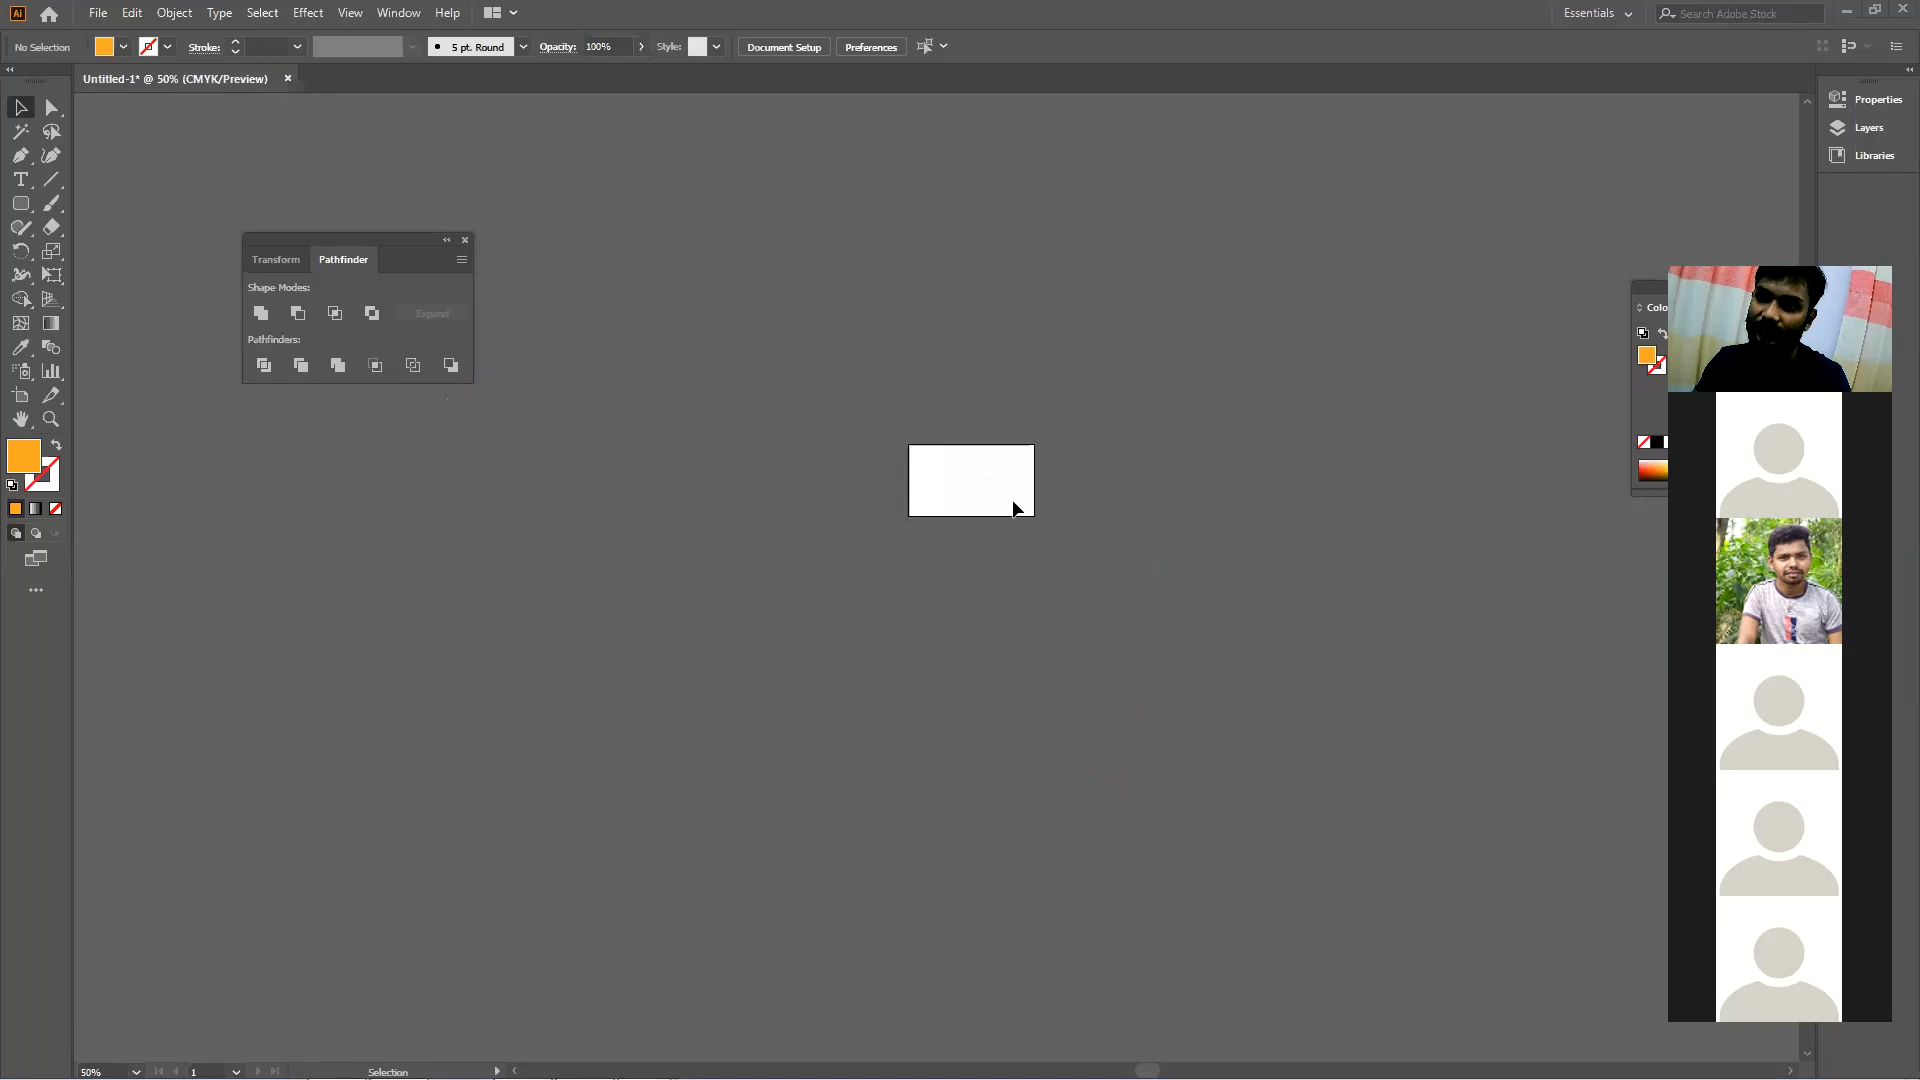 Ai File Edit Object Type Select Effect View Window Help Essentials Search Adobe Stock
No Selection Stroke: 5 pt. Round Opacity: 100% Style: Document Setup Preferences
Untitled-1* @ 50% (CMYK/Preview)
Properties
Layers
Libraries
Transform Pathfinder
Shape Modes:
Expand
Pathfinders:
Colo
50% 1 Selection